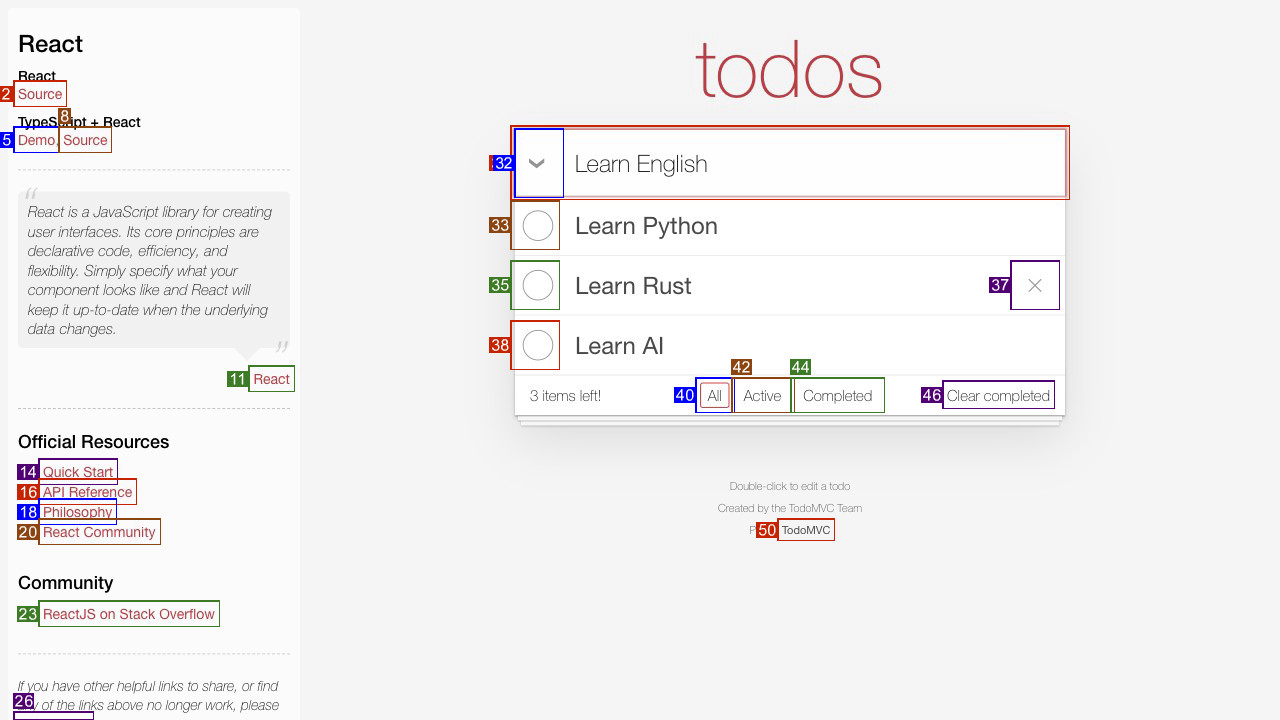 React
React
2 Source
8
TypeScript + React
5 Demo, Source
“
React is a JavaScript library for creating
user interfaces. Its core principles are
declarative code, efficiency, and
flexibility. Simply specify what your
component looks like and React will
keep it up-to-date when the underlying
data changes.
”
11 React
Official Resources
14 Quick Start
16 API Reference
18 Philosophy
20 React Community
Community
23 ReactJS on Stack Overflow
If you have other helpful links to share, or find
26 of the links above no longer work, please
todos
32 Learn English
33 Learn Python
35 Learn Rust 37
38 Learn AI
42 44
3 items left! 40 All Active Completed 46 Clear completed
Double-click to edit a todo
Created by the TodoMVC Team
50 TodoMVC